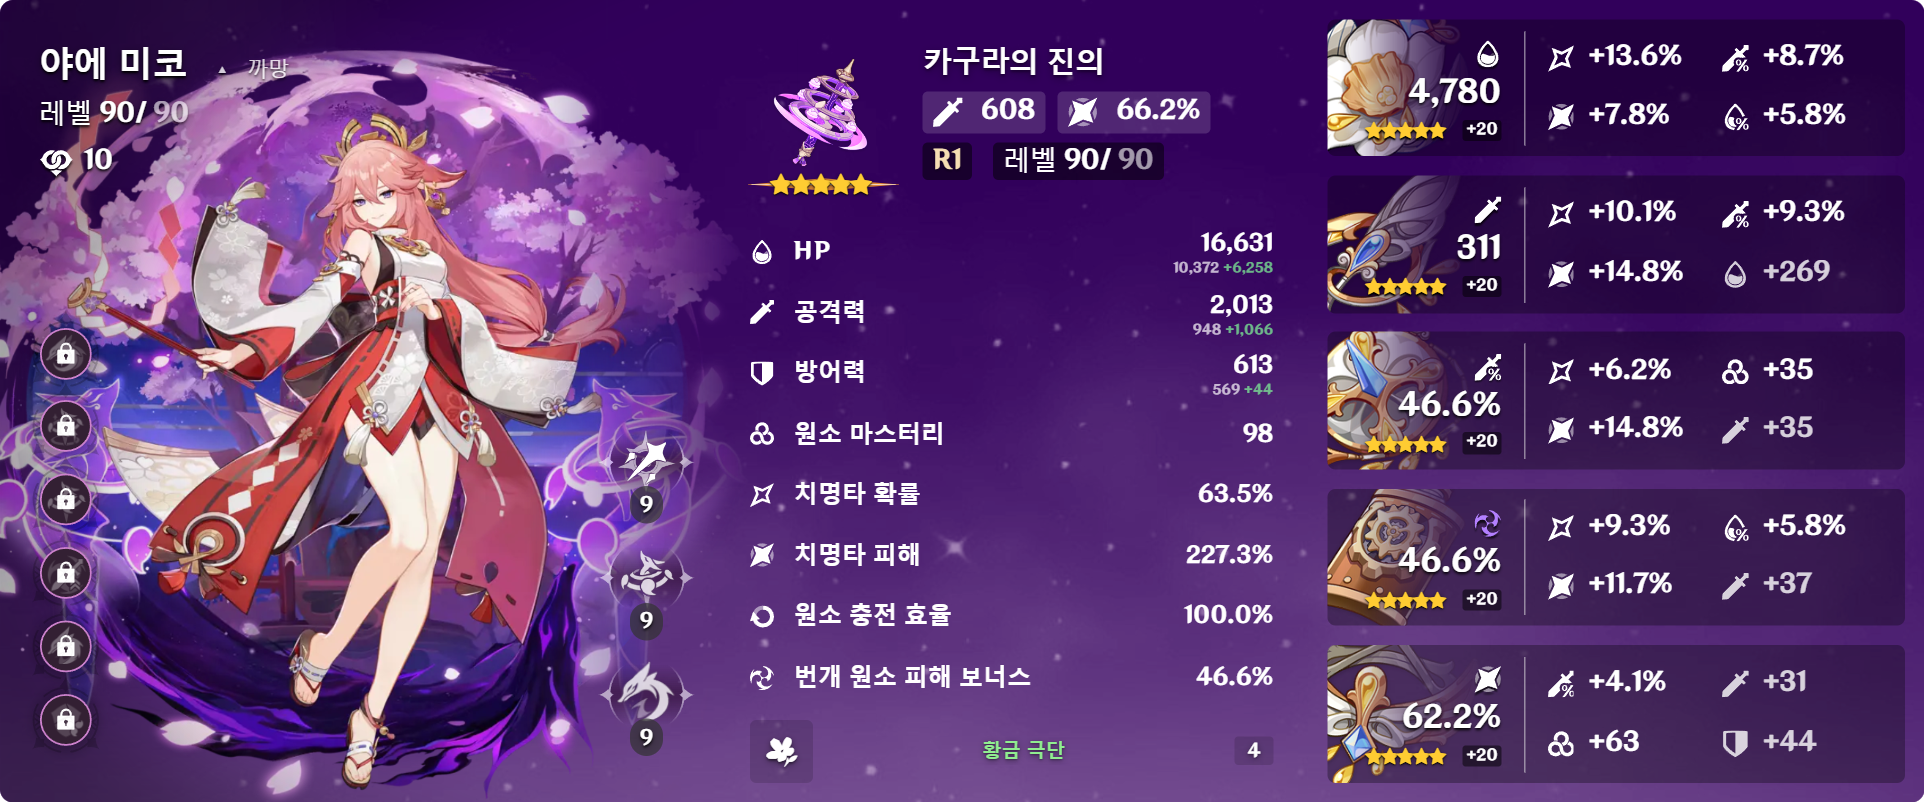 야에 미코 ▲ 까망
레벨 90/ 90
10
9
9
9
카구라의 진의
608 66.2%
R1 레벨 90/ 90
HP 16,631
10,372 +6,258
공격력 2,013
948 +1,066
방어력 613
569 +44
원소 마스터리 98
치명타 확률 63.5%
치명타 피해 227.3%
원소 충전 효율 100.0%
번개 원소 피해 보너스 46.6%
황금 극단 4
4,780
+20
+13.6% +8.7%
+7.8% +5.8%
311
+20
+10.1% +9.3%
+14.8% +269
46.6%
+20
+6.2% +35
+14.8% +35
46.6%
+20
+9.3% +5.8%
+11.7% +37
62.2%
+20
+4.1% +31
+63 +44